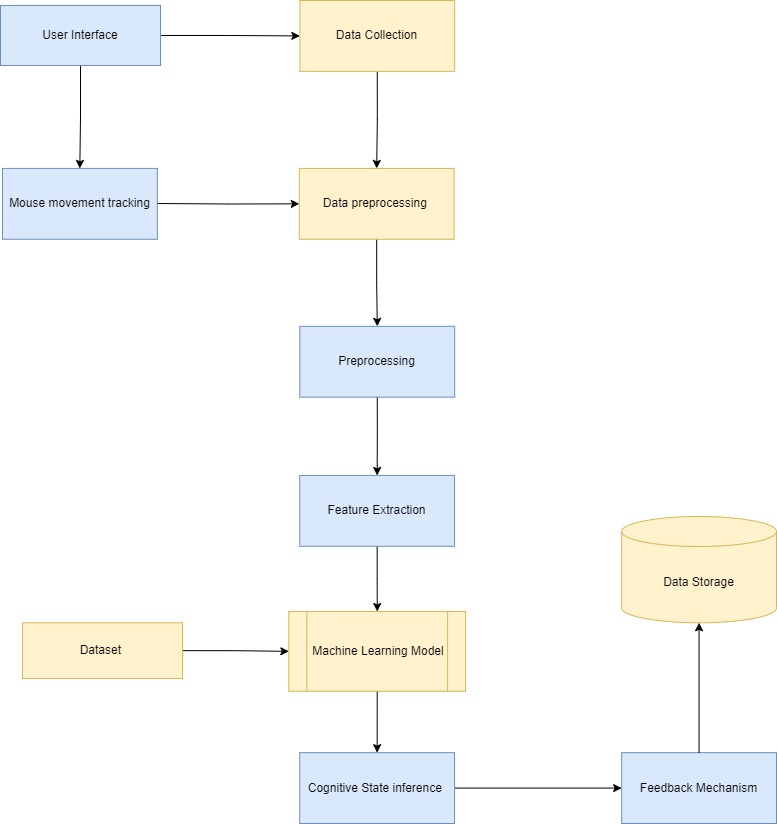 User Interface
Data Collection
Mouse movement tracking
Data preprocessing
Preprocessing
Feature Extraction
Data Storage
Dataset
Machine Learning Model
Cognitive State inference
Feedback Mechanism